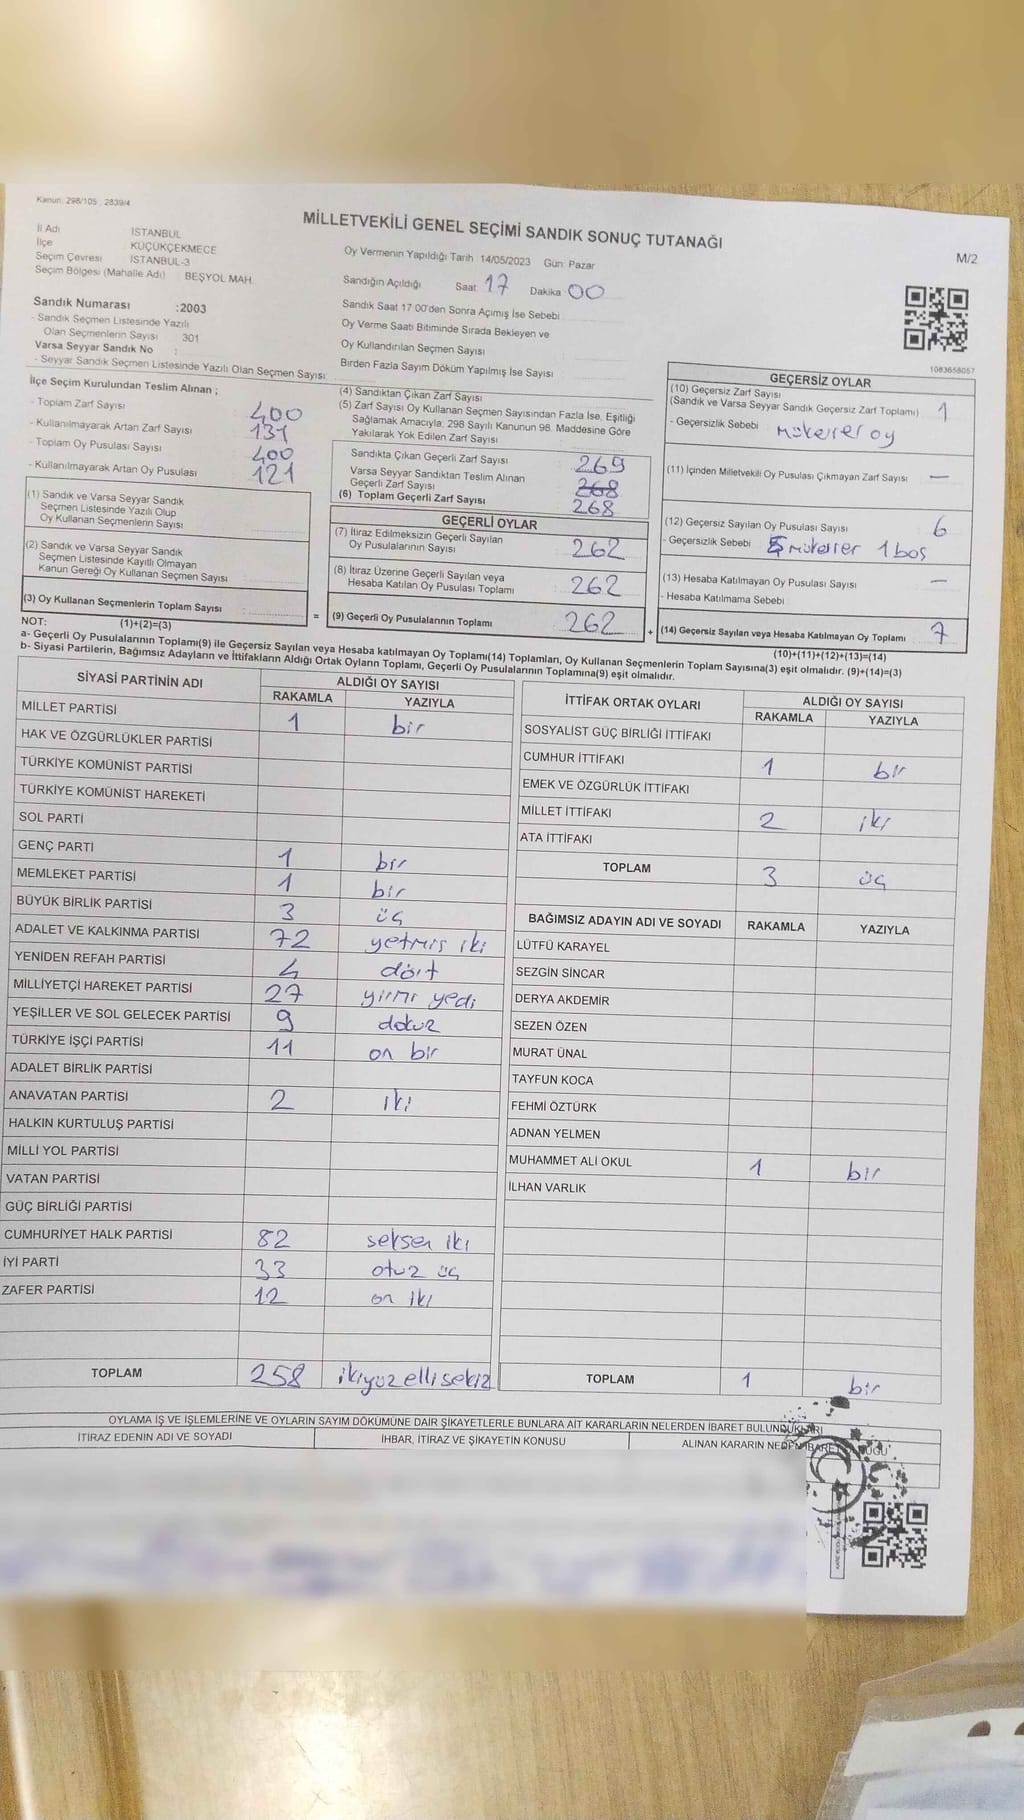 Kanun: 298/105 , 2839/4
MİLLETVEKİLİ GENEL SEÇİMİ SANDIK SONUÇ TUTANAĞI
M/2
İl Adı İSTANBUL
İlçe KÜÇÜKÇEKMECE
Seçim Çevresi İSTANBUL-3
Seçim Bölgesi (Mahalle Adı) BEŞYOL MAH.
Sandık Numarası :2003
- Sandık Seçmen Listesinde Yazılı
Olan Seçmenlerin Sayısı 301
Varsa Seyyar Sandık No :
- Seyyar Sandık Seçmen Listesinde Yazılı Olan Seçmen Sayısı:
Oy Vermenin Yapıldığı Tarih 14/05/2023 Gün: Pazar
Sandığın Açıldığı Saat 17 Dakika 00
Sandık Saat 17:00'den Sonra Açımış İse Sebebi
Oy Verme Saati Bitiminde Sırada Bekleyen ve
Oy Kullandırılan Seçmen Sayısı
Birden Fazla Sayım Döküm Yapılmış İse Sayısı
1083658057
İlçe Seçim Kurulundan Teslim Alınan ;
- Toplam Zarf Sayısı 400
- Kullanılmayarak Artan Zarf Sayısı 131
- Toplam Oy Pusulası Sayısı 400
- Kullanılmayarak Artan Oy Pusulası 121
(1) Sandık ve Varsa Seyyar Sandık
Seçmen Listesinde Yazılı Olup
Oy Kullanan Seçmenlerin Sayısı
(2) Sandık ve Varsa Seyyar Sandık
Seçmen Listesinde Kayıtlı Olmayan
Kanun Gereği Oy Kullanan Seçmen Sayısı
(3) Oy Kullanan Seçmenlerin Toplam Sayısı :
(1)+(2)=(3)
(4) Sandıktan Çıkan Zarf Sayısı
(5) Zarf Sayısı Oy Kullanan Seçmen Sayısından Fazla İse, Eşitliği
Sağlamak Amacıyla; 298 Sayılı Kanunun 98. Maddesine Göre
Yakılarak Yok Edilen Zarf Sayısı
Sandıkta Çıkan Geçerli Zarf Sayısı 269
Varsa Seyyar Sandıktan Teslim Alınan
Geçerli Zarf Sayısı 268
(6) Toplam Geçerli Zarf Sayısı 268
GEÇERLİ OYLAR
(7) İtiraz Edilmeksizin Geçerli Sayılan
Oy Pusulalarının Sayısı 262
(8) İtiraz Üzerine Geçerli Sayılan veya
Hesaba Katılan Oy Pusulası Toplamı 262
= (9) Geçerli Oy Pusulalarının Toplamı 262 +
GEÇERSİZ OYLAR
(10) Geçersiz Zarf Sayısı
(Sandık ve Varsa Seyyar Sandık Geçersiz Zarf Toplamı) 1
- Geçersizlik Sebebi mükerrer oy
(11) İçinden Milletvekili Oy Pusulası Çıkmayan Zarf Sayısı —
(12) Geçersiz Sayılan Oy Pusulası Sayısı 6
- Geçersizlik Sebebi 5 mükerrer 1 boş
(13) Hesaba Katılmayan Oy Pusulası Sayısı —
- Hesaba Katılmama Sebebi
(14) Geçersiz Sayılan veya Hesaba Katılmayan Oy Toplamı 7
(10)+(11)+(12)+(13)=(14)
NOT:
a- Geçerli Oy Pusulalarının Toplamı(9) ile Geçersiz Sayılan veya Hesaba katılmayan Oy Toplamı(14) Toplamları, Oy Kullanan Seçmenlerin Toplam Sayısına(3) eşit olmalıdır. (9)+(14)=(3)
b- Siyasi Partilerin, Bağımsız Adayların ve İttifakların Aldığı Ortak Oyların Toplamı, Geçerli Oy Pusulalarının Toplamına(9) eşit olmalıdır.
SİYASİ PARTİNİN ADI ALDIĞI OY SAYISI
RAKAMLA YAZIYLA
MİLLET PARTİSİ 1 bir
HAK VE ÖZGÜRLÜKLER PARTİSİ
TÜRKİYE KOMÜNİST PARTİSİ
TÜRKİYE KOMÜNİST HAREKETİ
SOL PARTİ
GENÇ PARTİ 1 bir
MEMLEKET PARTİSİ 1 bir
BÜYÜK BİRLİK PARTİSİ 3 üç
ADALET VE KALKINMA PARTİSİ 72 yetmiş iki
YENİDEN REFAH PARTİSİ 4 dört
MİLLİYETÇİ HAREKET PARTİSİ 27 yirmi yedi
YEŞİLLER VE SOL GELECEK PARTİSİ 9 dokuz
TÜRKİYE İŞÇİ PARTİSİ 11 on bir
ADALET BİRLİK PARTİSİ
ANAVATAN PARTİSİ 2 iki
HALKIN KURTULUŞ PARTİSİ
MİLLİ YOL PARTİSİ
VATAN PARTİSİ
GÜÇ BİRLİĞİ PARTİSİ
CUMHURİYET HALK PARTİSİ 82 seksen iki
İYİ PARTİ 33 otuz üç
ZAFER PARTİSİ 12 on iki
TOPLAM 258 ikiyüzellisekiz
İTTİFAK ORTAK OYLARI ALDIĞI OY SAYISI
RAKAMLA YAZIYLA
SOSYALİST GÜÇ BİRLİĞİ İTTİFAKI
CUMHUR İTTİFAKI 1 bir
EMEK VE ÖZGÜRLÜK İTTİFAKI
MİLLET İTTİFAKI 2 iki
ATA İTTİFAKI
TOPLAM 3 üç
BAĞIMSIZ ADAYIN ADI VE SOYADI RAKAMLA YAZIYLA
LÜTFÜ KARAYEL
SEZGİN SİNCAR
DERYA AKDEMİR
SEZEN ÖZEN
MURAT ÜNAL
TAYFUN KOCA
FEHMİ ÖZTÜRK
ADNAN YELMEN
MUHAMMET ALİ OKUL 1 bir
İLHAN VARLIK
TOPLAM 1 bir
OYLAMA İŞ VE İŞLEMLERİNE VE OYLARIN SAYIM DÖKÜMÜNE DAİR ŞİKAYETLERLE BUNLARA AİT KARARLARIN NELERDEN İBARET BULUNDUKLARI
İTİRAZ EDENİN ADI VE SOYADI İHBAR, İTİRAZ VE ŞİKAYETİN KONUSU ALINAN KARARIN NEDEN İBARET OLDUĞU